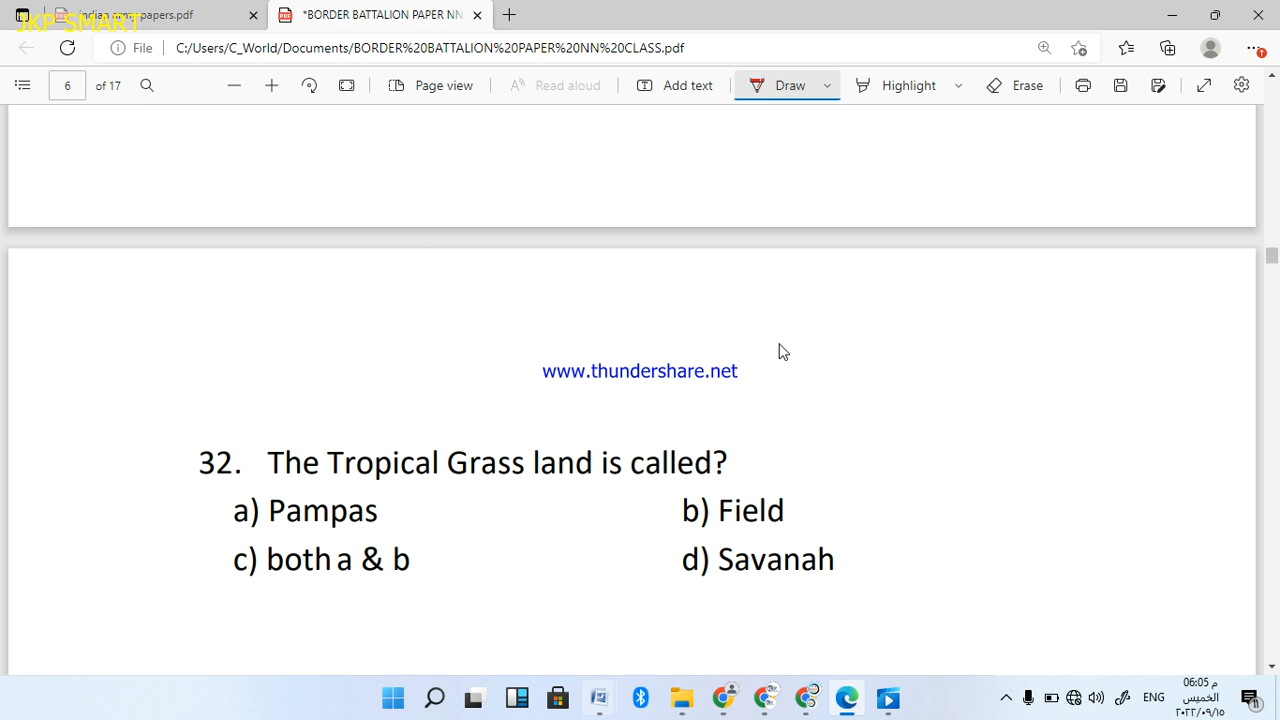 JKP SMART
papers.pdf
*BORDER BATTALION PAPER NN
File
C:/Users/C_World/Documents/BORDER%20BATTALION%20PAPER%20NN%20CLASS.pdf
6 of 17
Page view
Read aloud
Add text
Draw
Highlight
Erase
www.thundershare.net
32. The Tropical Grass land is called?
a) Pampas b) Field
c) both a & b d) Savanah
ENG
06:05 م
الخميس
٢٠٢٢/٠٩/١٥